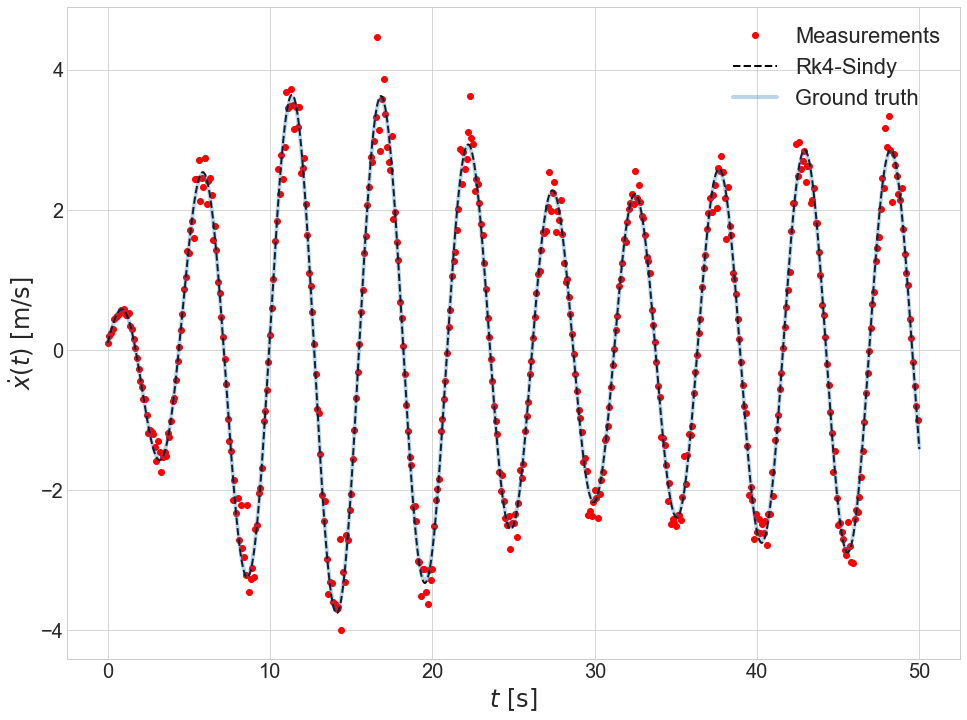 Measurements
Rk4-Sindy
Ground truth
4
2
0
−2
−4
ẋ(t) [m/s]
0 10 20 30 40 50
t [s]